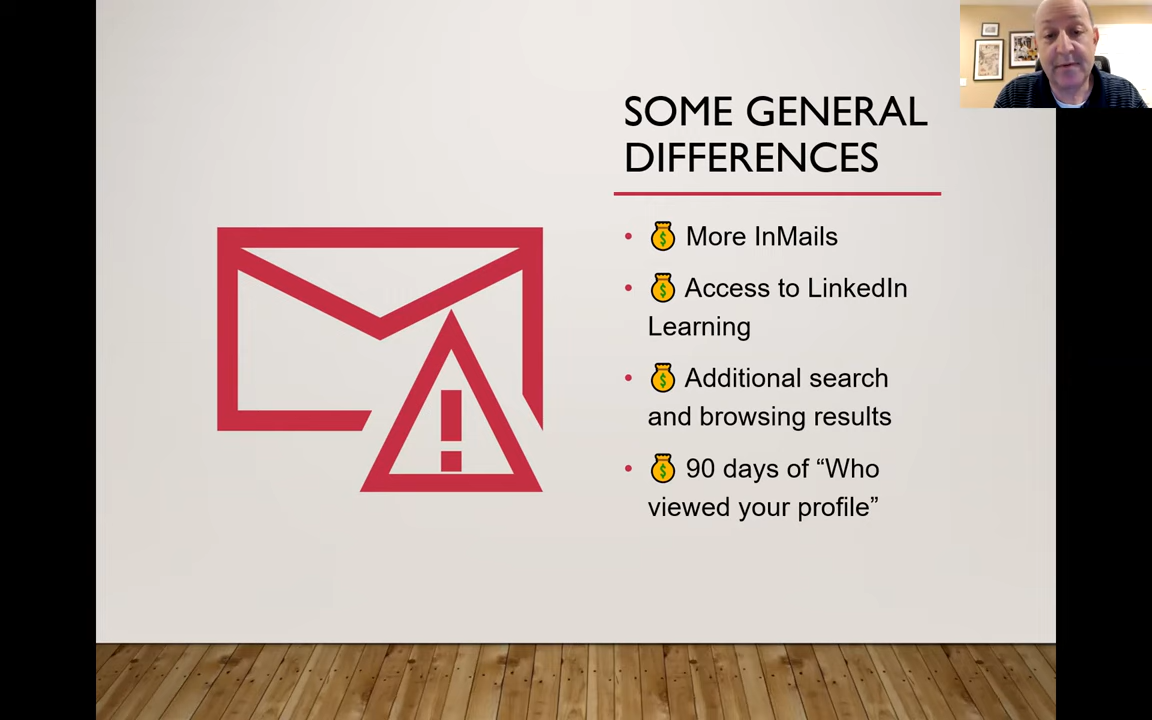 SOME GENERAL
DIFFERENCES
• 💰 More InMails
• 💰 Access to LinkedIn
Learning
• 💰 Additional search
and browsing results
• 💰 90 days of “Who
viewed your profile”